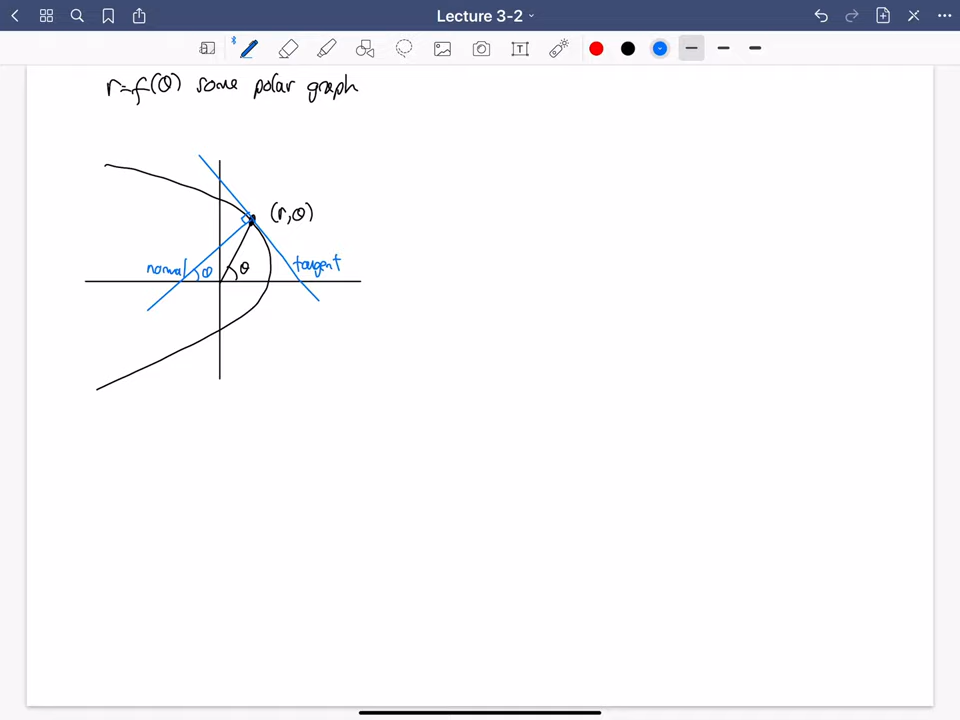 Lecture 3-2
r=f(θ) some polar graph
(r,θ)
normal
θ
tangent